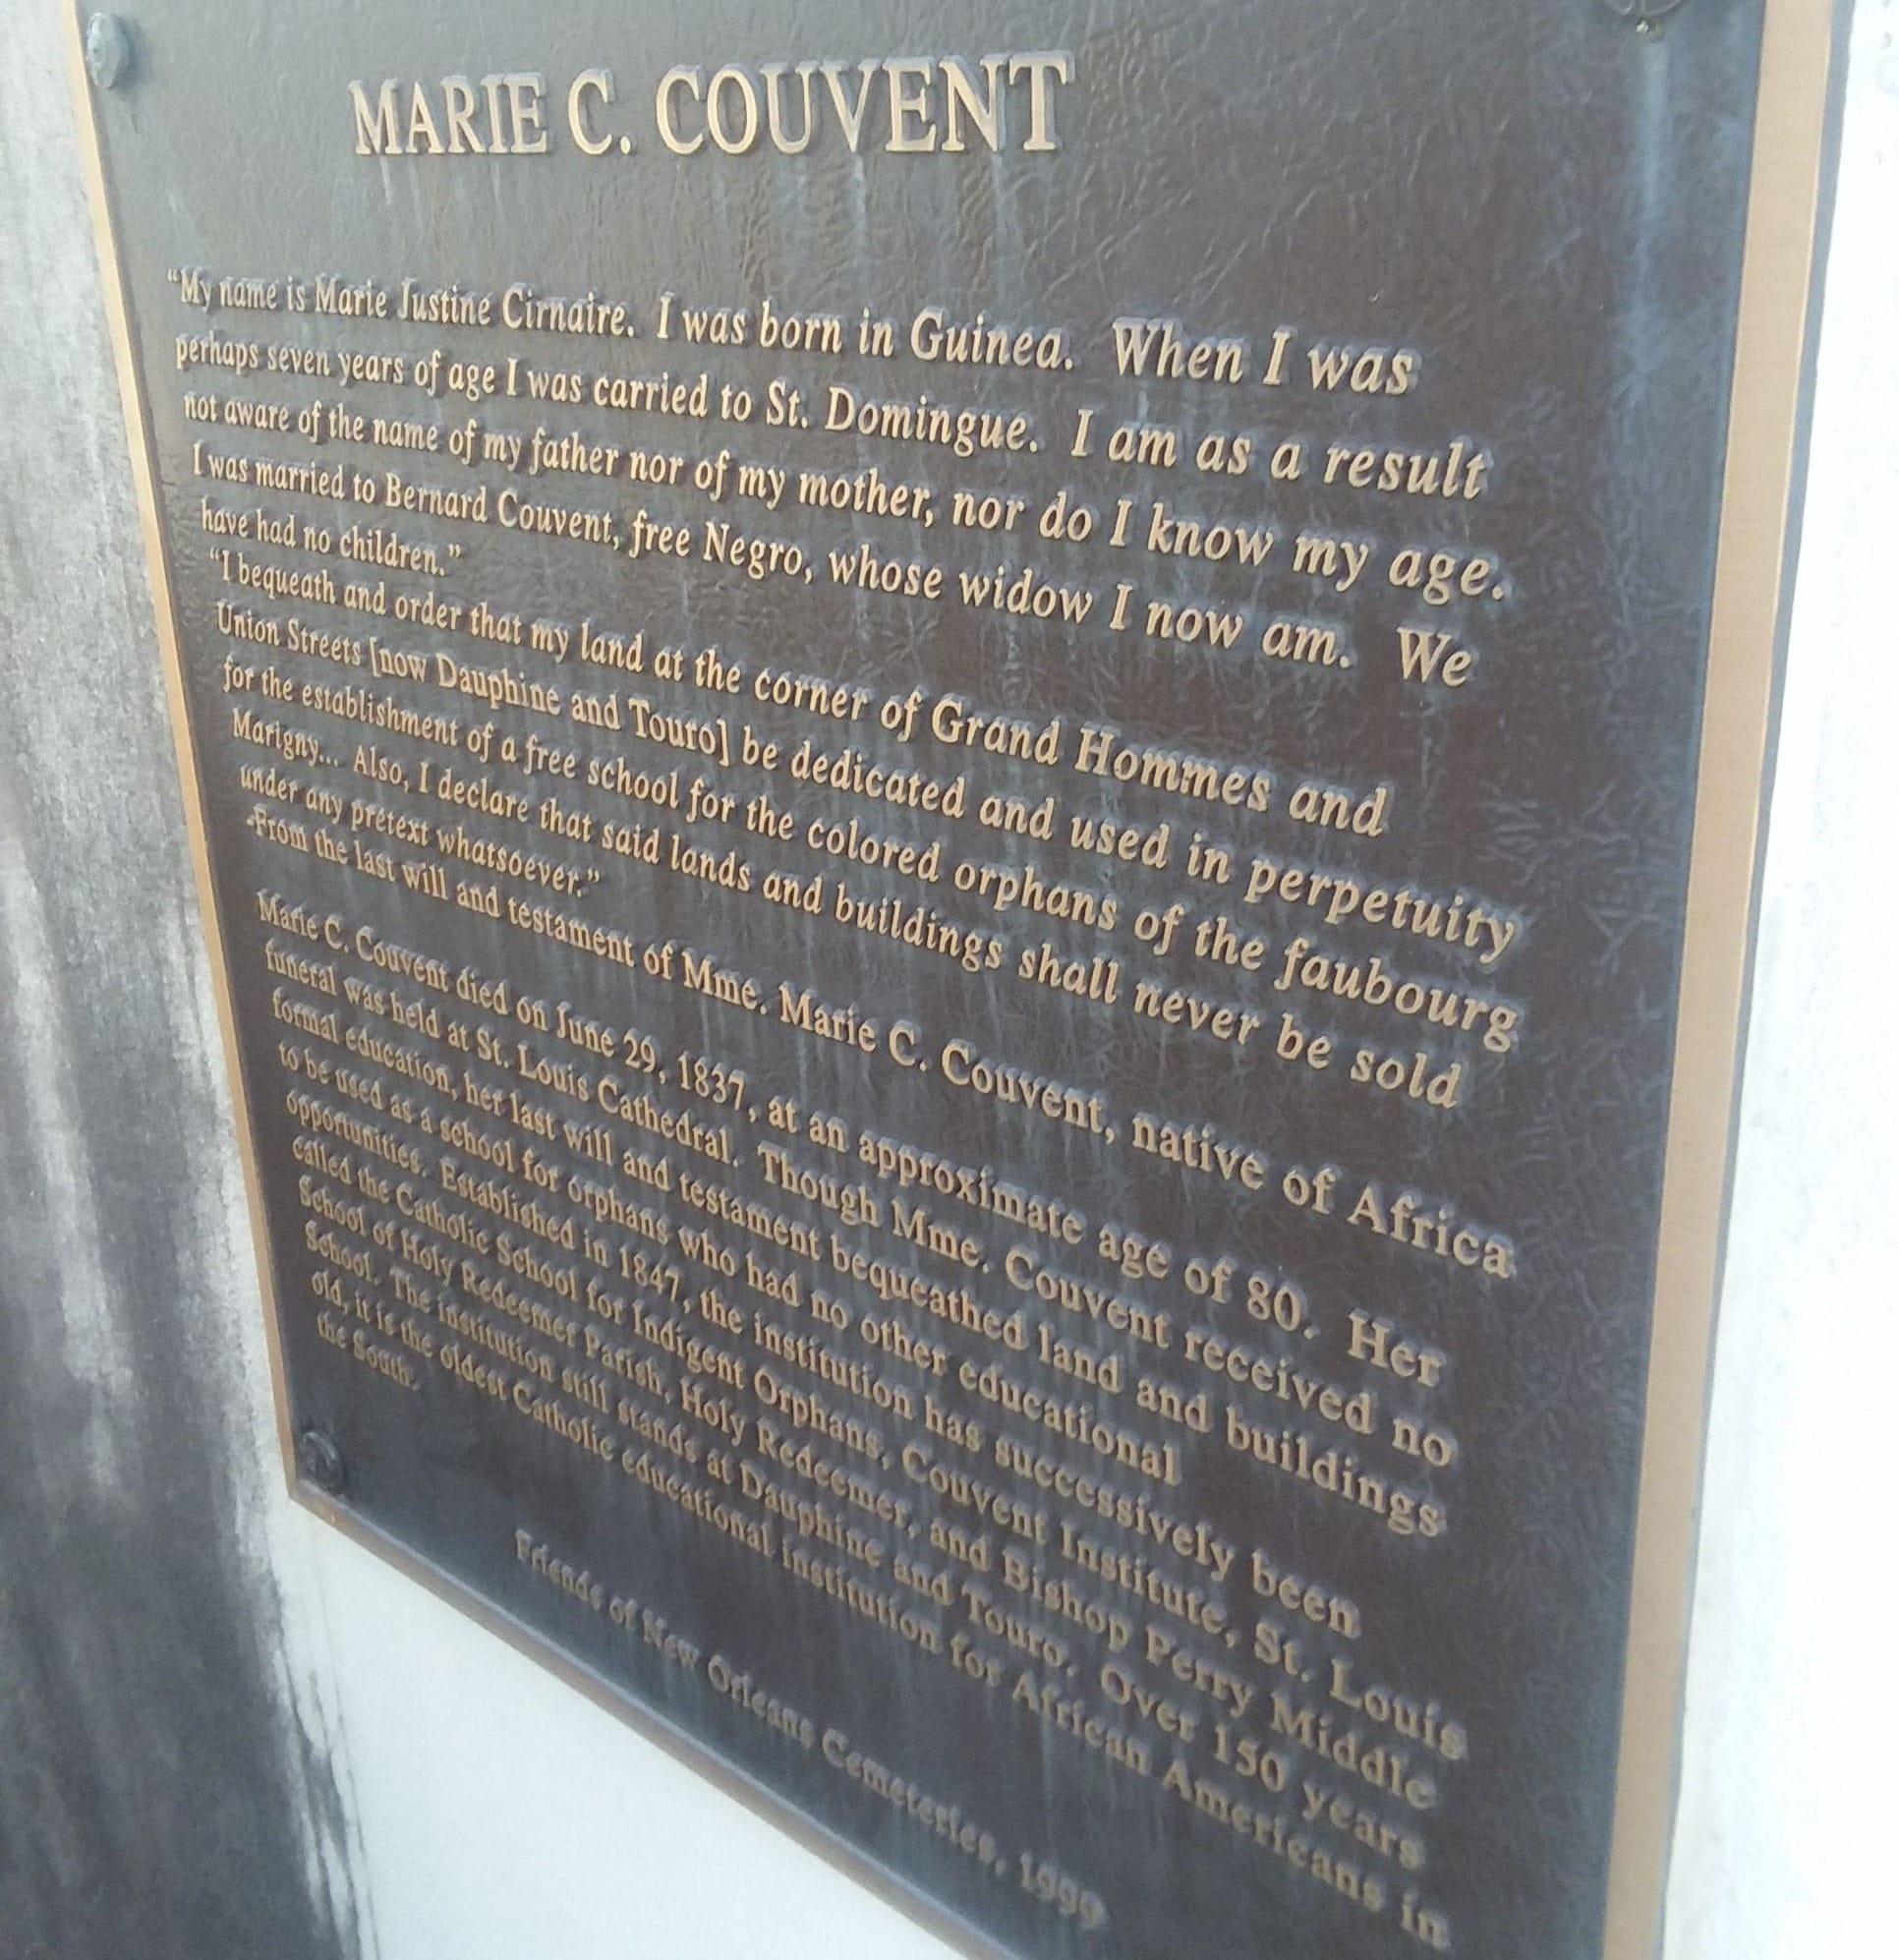 MARIE C. COUVENT
“My name is Marie Justine Cirnaire. I was born in Guinea. When I was
perhaps seven years of age I was carried to St. Domingue. I am as a result
not aware of the name of my father nor of my mother, nor do I know my age.
I was married to Bernard Couvent, free Negro, whose widow I now am. We
have had no children.”
“I bequeath and order that my land at the corner of Grand Hommes and
Union Streets [now Dauphine and Touro] be dedicated and used in perpetuity
for the establishment of a free school for the colored orphans of the faubourg
Marigny... Also, I declare that said lands and buildings shall never be sold
under any pretext whatsoever.”
-From the last will and testament of Mme. Marie C. Couvent, native of Africa
Marie C. Couvent died on June 29, 1837, at an approximate age of 80. Her
funeral was held at St. Louis Cathedral. Though Mme. Couvent received no
formal education, her last will and testament bequeathed land and buildings
to be used as a school for orphans who had no other educational
opportunities. Established in 1847, the institution has successively been
called the Catholic School for Indigent Orphans, Couvent Institute, St. Louis
School of Holy Redeemer Parish, Holy Redeemer, and Bishop Perry Middle
School. The institution still stands at Dauphine and Touro. Over 150 years
old, it is the oldest Catholic educational institution for African Americans in
the South.
Friends of New Orleans Cemeteries, 1999